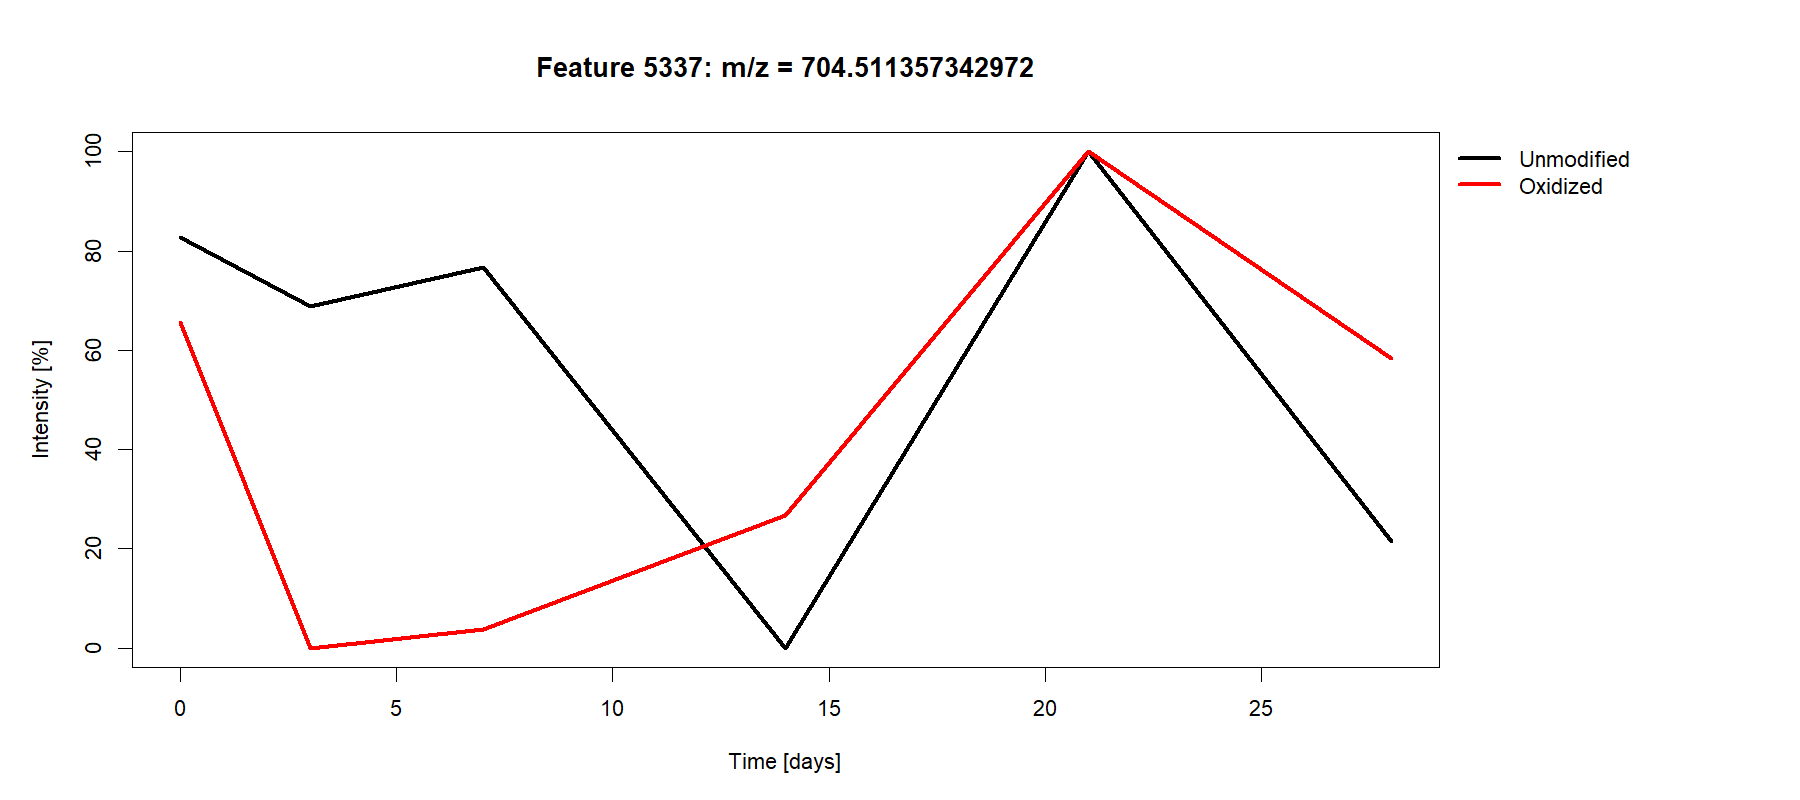 Feature 5337: m/z = 704.511357342972
Unmodified
Oxidized
Intensity [%]
100
80
60
40
20
0
0 5 10 15 20 25
Time [days]